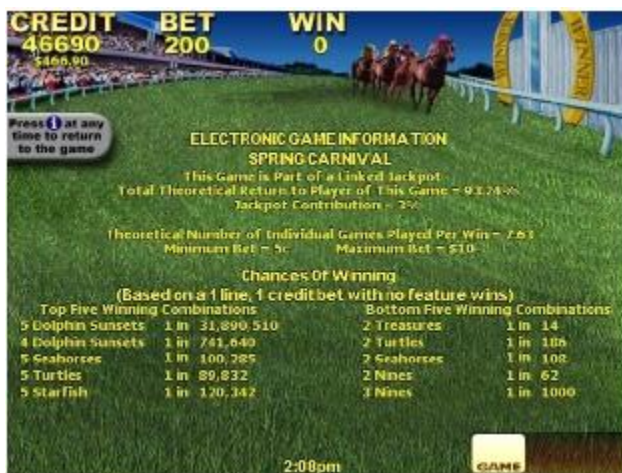 CREDIT BET WIN
46690 200 0
$466.90
WINNER WINNER
Press i at any
time to return
to the game
ELECTRONIC GAME INFORMATION
SPRING CARNIVAL
This Game is Part of a Linked Jackpot
Total Theoretical Return to Player of This Game = 93.24%
Jackpot Contribution = 3%
Theoretical Number of Individual Games Played Per Win = 7.63
Minimum Bet = 5c Maximum Bet = $10
Chances Of Winning
(Based on a 1 line, 1 credit bet with no feature wins)
Top Five Winning Combinations Bottom Five Winning Combinations
5 Dolphin Sunsets 1 in 31,890,510 2 Treasures 1 in 14
4 Dolphin Sunsets 1 in 741,640 2 Turtles 1 in 186
5 Seahorses 1 in 100,285 2 Seahorses 1 in 108
5 Turtles 1 in 89,832 2 Nines 1 in 62
5 Starfish 1 in 120,342 3 Nines 1 in 1000
2:08pm
GAME